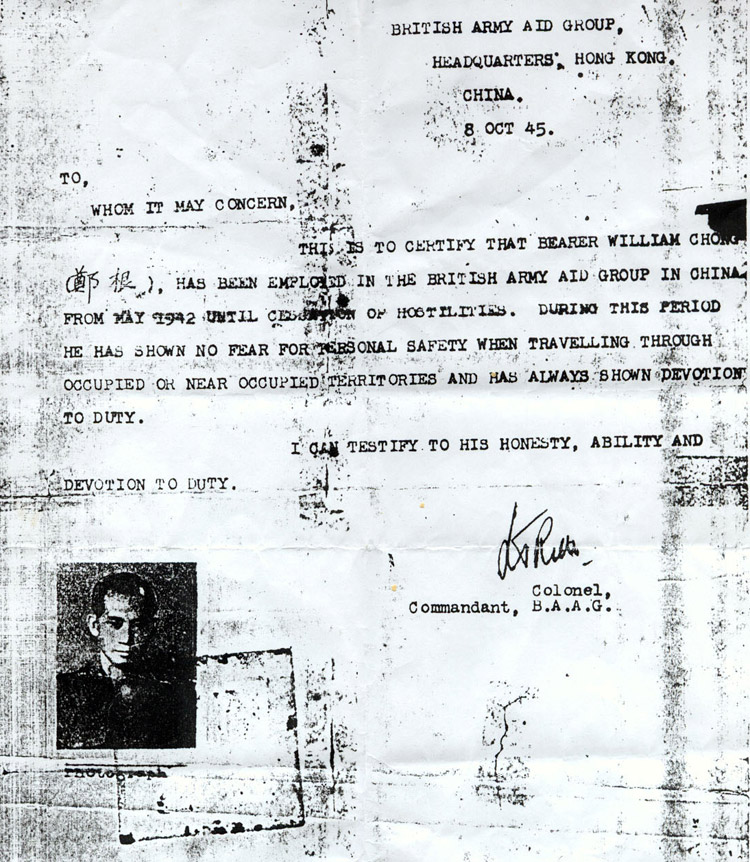 BRITISH ARMY AID GROUP,
HEADQUARTERS, HONG KONG.
CHINA.
8 OCT 45.
TO,
WHOM IT MAY CONCERN,
THIS IS TO CERTIFY THAT BEARER WILLIAM CHONG
(鄭根), HAS BEEN EMPLOYED IN THE BRITISH ARMY AID GROUP IN CHINA
FROM MAY 1942 UNTIL CESSATION OF HOSTILITIES. DURING THIS PERIOD
HE HAS SHOWN NO FEAR FOR PERSONAL SAFETY WHEN TRAVELLING THROUGH
OCCUPIED OR NEAR OCCUPIED TERRITORIES AND HAS ALWAYS SHOWN DEVOTION
TO DUTY.
I CAN TESTIFY TO HIS HONESTY, ABILITY AND
DEVOTION TO DUTY.
Colonel,
Commandant, B.A.A.G.
Photograph